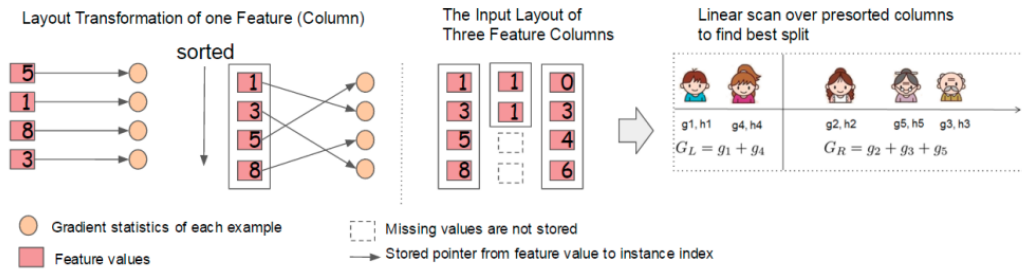 Layout Transformation of one Feature (Column)
The Input Layout of
Three Feature Columns
Linear scan over presorted columns
to find best split
sorted
5
1
8
3
1
3
5
8
1
3
5
8
1
1
0
3
4
6
g1, h1
g4, h4
g2, h2
g5, h5
g3, h3
G_L = g_1 + g_4
G_R = g_2 + g_3 + g_5
Gradient statistics of each example
Feature values
Missing values are not stored
Stored pointer from feature value to instance index